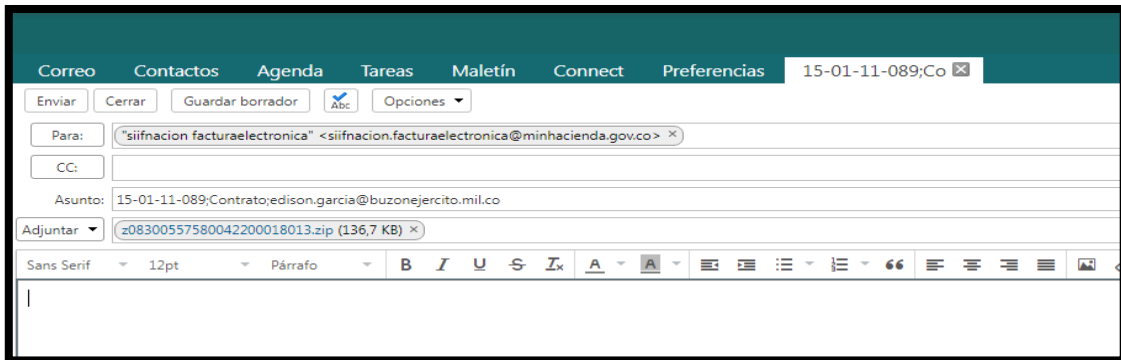 Correo Contactos Agenda Tareas Maletín Connect Preferencias 15-01-11-089;Co
Enviar Cerrar Guardar borrador Abc Opciones
Para: "siifnacion facturaelectronica" <siifnacion.facturaelectronica@minhacienda.gov.co> ×
CC:
Asunto: 15-01-11-089;Contrato;edison.garcia@buzonejercito.mil.co
Adjuntar z08300557580042200018013.zip (136,7 KB) ×
Sans Serif 12pt Párrafo B I U S Tx A A